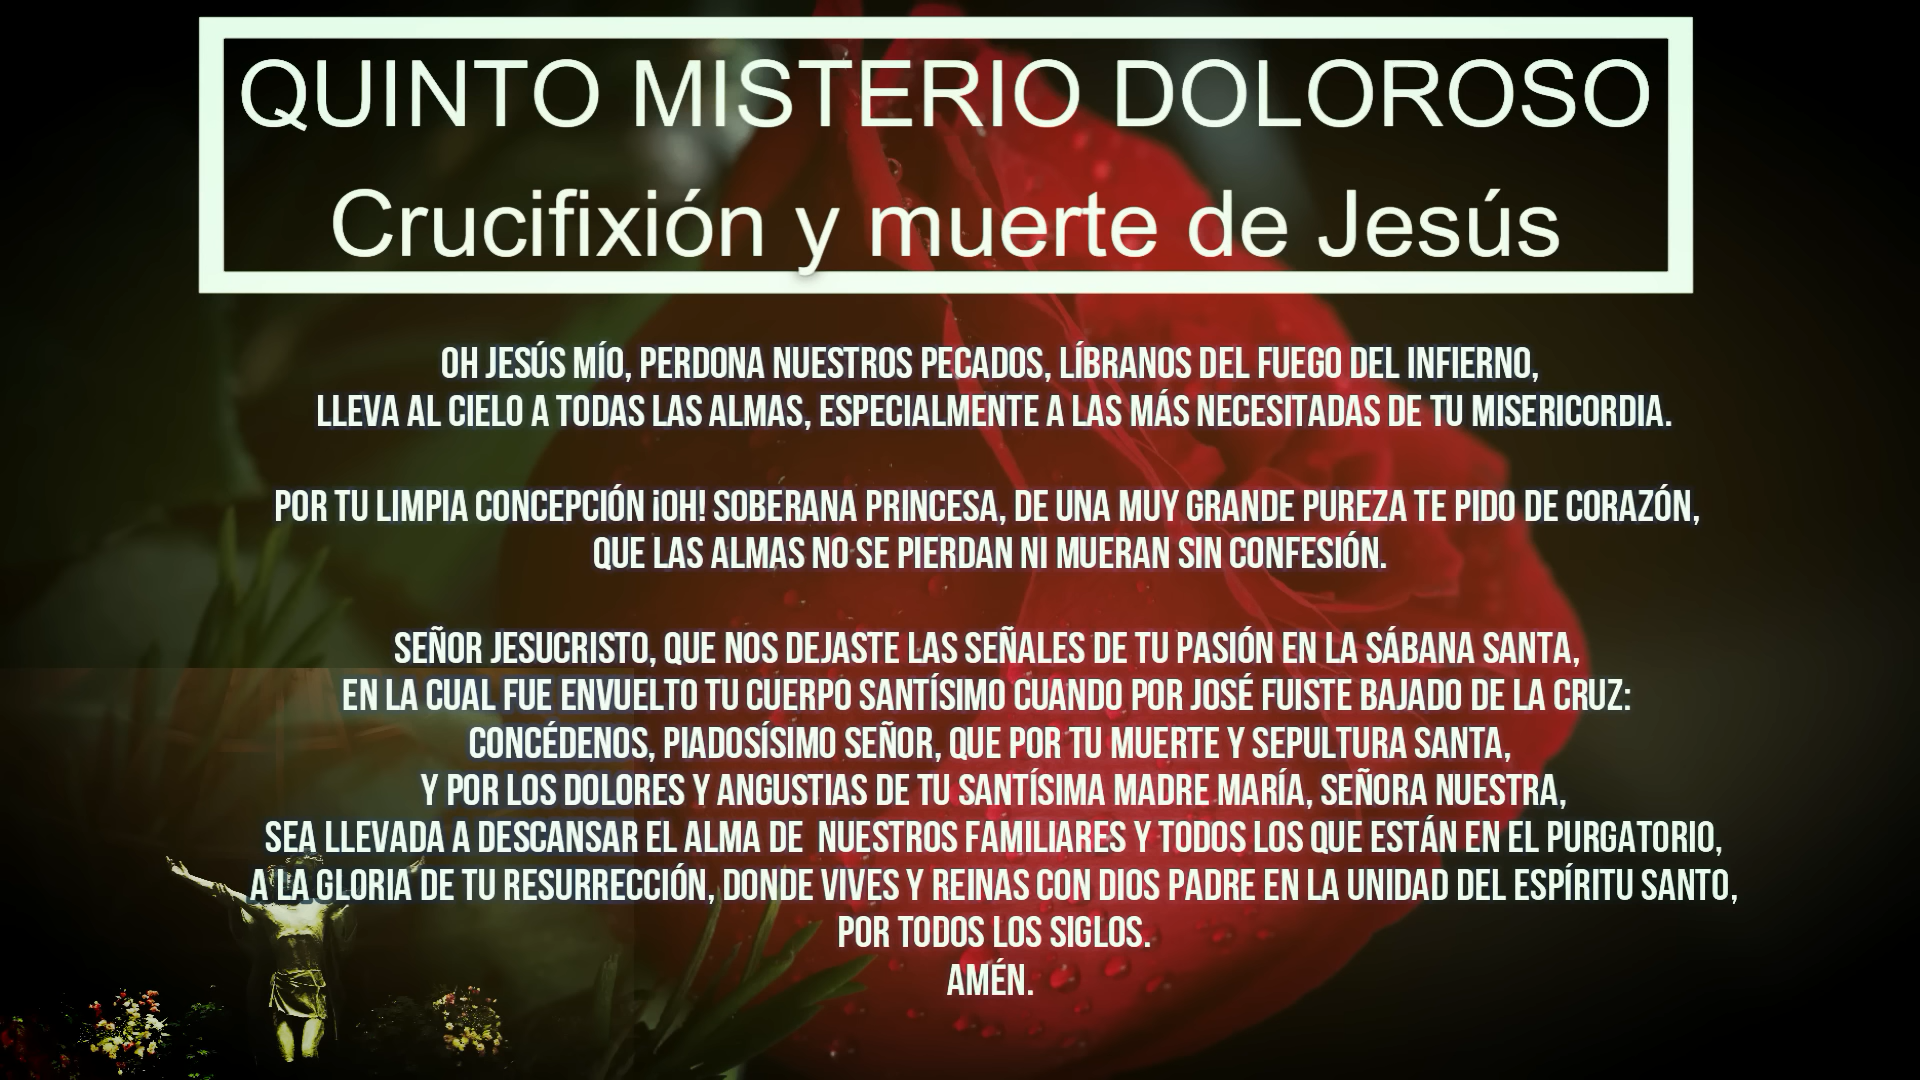 QUINTO MISTERIO DOLOROSO
Crucifixión y muerte de Jesús
OH JESÚS MÍO, PERDONA NUESTROS PECADOS, LÍBRANOS DEL FUEGO DEL INFIERNO,
LLEVA AL CIELO A TODAS LAS ALMAS, ESPECIALMENTE A LAS MÁS NECESITADAS DE TU MISERICORDIA.
POR TU LIMPIA CONCEPCIÓN ¡OH! SOBERANA PRINCESA, DE UNA MUY GRANDE PUREZA TE PIDO DE CORAZÓN,
QUE LAS ALMAS NO SE PIERDAN NI MUERAN SIN CONFESIÓN.
SEÑOR JESUCRISTO, QUE NOS DEJASTE LAS SEÑALES DE TU PASIÓN EN LA SÁBANA SANTA,
EN LA CUAL FUE ENVUELTO TU CUERPO SANTÍSIMO CUANDO POR JOSÉ FUISTE BAJADO DE LA CRUZ:
CONCÉDENOS, PIADOSÍSIMO SEÑOR, QUE POR TU MUERTE Y SEPULTURA SANTA,
Y POR LOS DOLORES Y ANGUSTIAS DE TU SANTÍSIMA MADRE MARÍA, SEÑORA NUESTRA,
SEA LLEVADA A DESCANSAR EL ALMA DE NUESTROS FAMILIARES Y TODOS LOS QUE ESTÁN EN EL PURGATORIO,
A LA GLORIA DE TU RESURRECCIÓN, DONDE VIVES Y REINAS CON DIOS PADRE EN LA UNIDAD DEL ESPÍRITU SANTO,
POR TODOS LOS SIGLOS.
AMÉN.